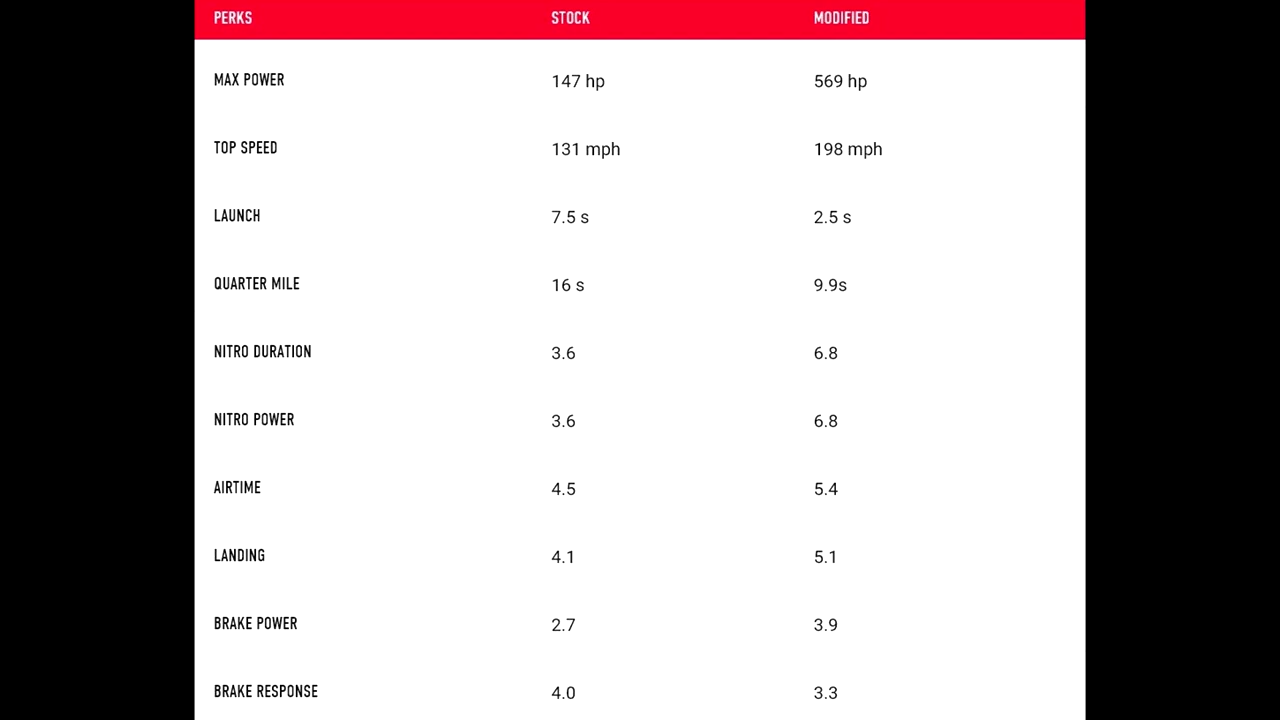 PERKS STOCK MODIFIED
MAX POWER 147 hp 569 hp
TOP SPEED 131 mph 198 mph
LAUNCH 7.5 s 2.5 s
QUARTER MILE 16 s 9.9s
NITRO DURATION 3.6 6.8
NITRO POWER 3.6 6.8
AIRTIME 4.5 5.4
LANDING 4.1 5.1
BRAKE POWER 2.7 3.9
BRAKE RESPONSE 4.0 3.3